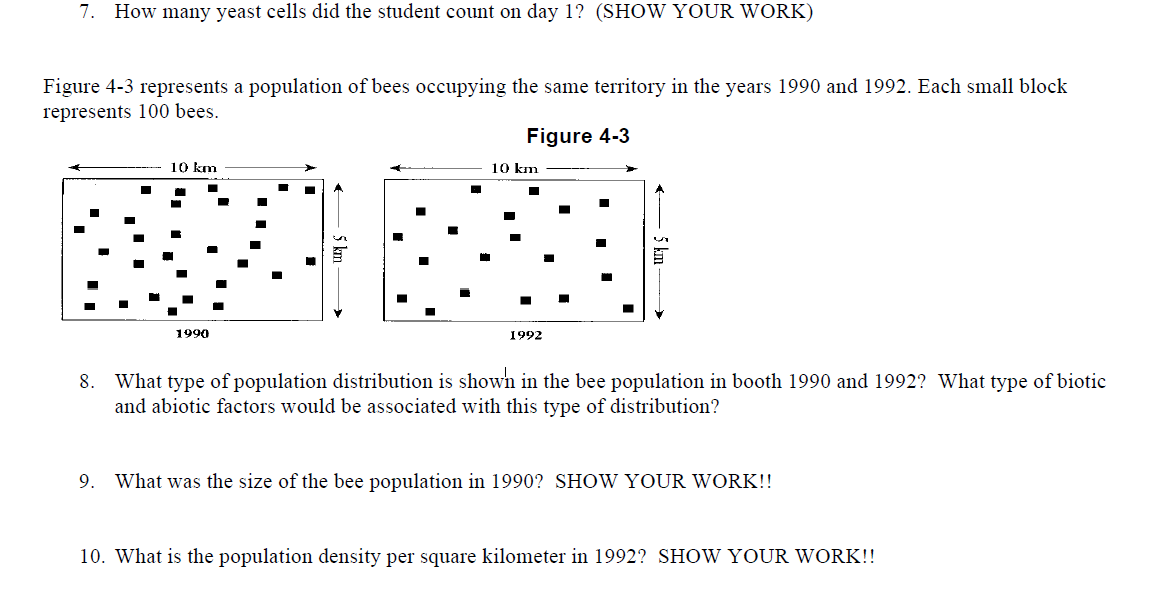 7. How many yeast cells did the student count on day 1? (SHOW YOUR WORK)
Figure 4-3 represents a population of bees occupying the same territory in the years 1990 and 1992. Each small block
represents 100 bees.
Figure 4-3
10 km
10 km
5 km
5 km
1990
1992
8. What type of population distribution is shown in the bee population in booth 1990 and 1992? What type of biotic
and abiotic factors would be associated with this type of distribution?
9. What was the size of the bee population in 1990? SHOW YOUR WORK!!
10. What is the population density per square kilometer in 1992? SHOW YOUR WORK!!